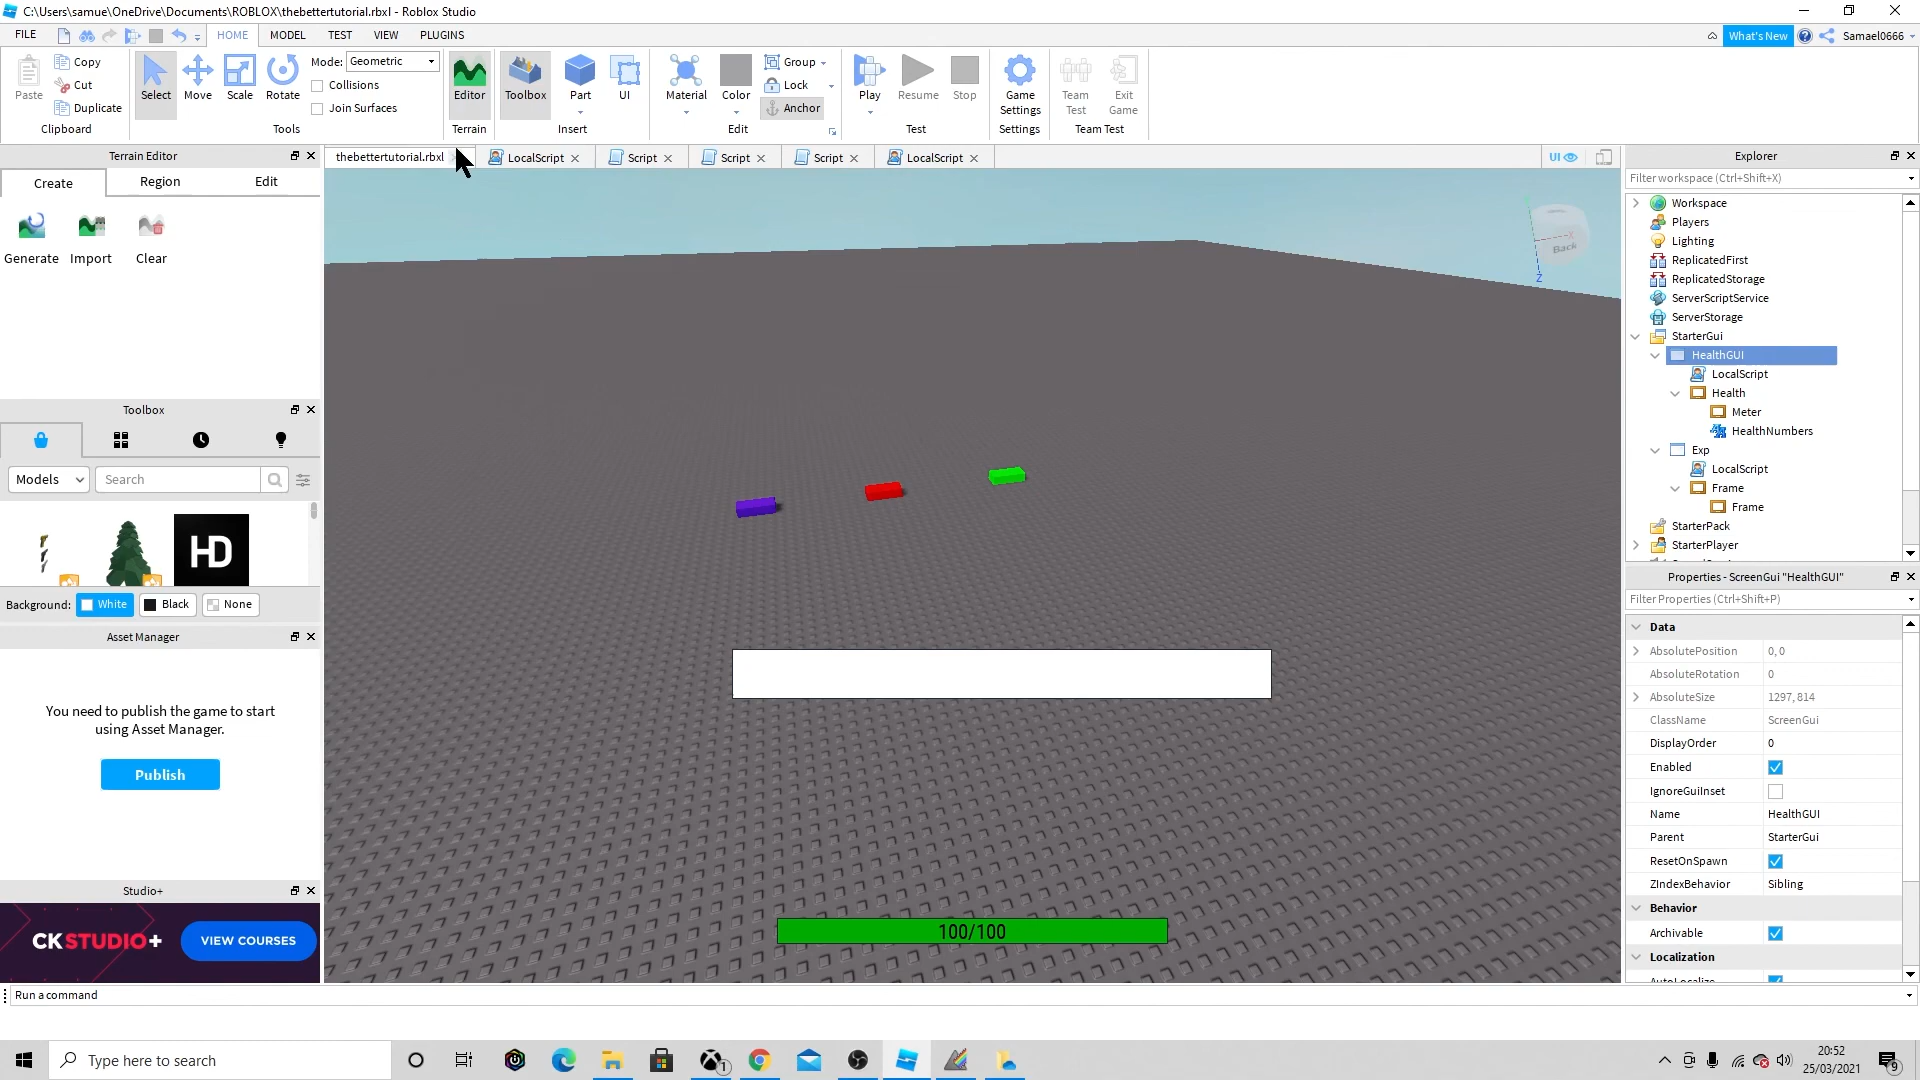 C:\Users\samue\OneDrive\Documents\ROBLOX\thebettertutorial.rbxl - Roblox Studio
FILE HOME MODEL TEST VIEW PLUGINS What's New Samael0666
Paste Copy Cut Duplicate
Select Move Scale Rotate
Mode: Geometric
Collisions
Join Surfaces
Editor Toolbox Part UI
Material Color Group Lock Anchor
Play Resume Stop
Game Settings
Team Test
Exit Game
Clipboard Tools Terrain Insert Edit Test Settings Team Test
Terrain Editor
Create Region Edit
Generate Import Clear
Toolbox
Models Search
HD
Background: White Black None
Asset Manager
You need to publish the game to start
using Asset Manager.
Publish
Studio+
CKSTUDIO+ VIEW COURSES
thebettertutorial.rbxl LocalScript Script Script Script LocalScript UI
Back
X
Z
100/100
Explorer
Filter workspace (Ctrl+Shift+X)
Workspace
Players
Lighting
ReplicatedFirst
ReplicatedStorage
ServerScriptService
ServerStorage
StarterGui
HealthGUI
LocalScript
Health
Meter
HealthNumbers
Exp
LocalScript
Frame
Frame
StarterPack
StarterPlayer
Properties - ScreenGui "HealthGUI"
Filter Properties (Ctrl+Shift+P)
Data
AbsolutePosition 0, 0
AbsoluteRotation 0
AbsoluteSize 1297, 814
ClassName ScreenGui
DisplayOrder 0
Enabled
IgnoreGuiInset
Name HealthGUI
Parent StarterGui
ResetOnSpawn
ZIndexBehavior Sibling
Behavior
Archivable
Localization
AutoLocalize
Run a command
Type here to search
1
20:52
25/03/2021
9